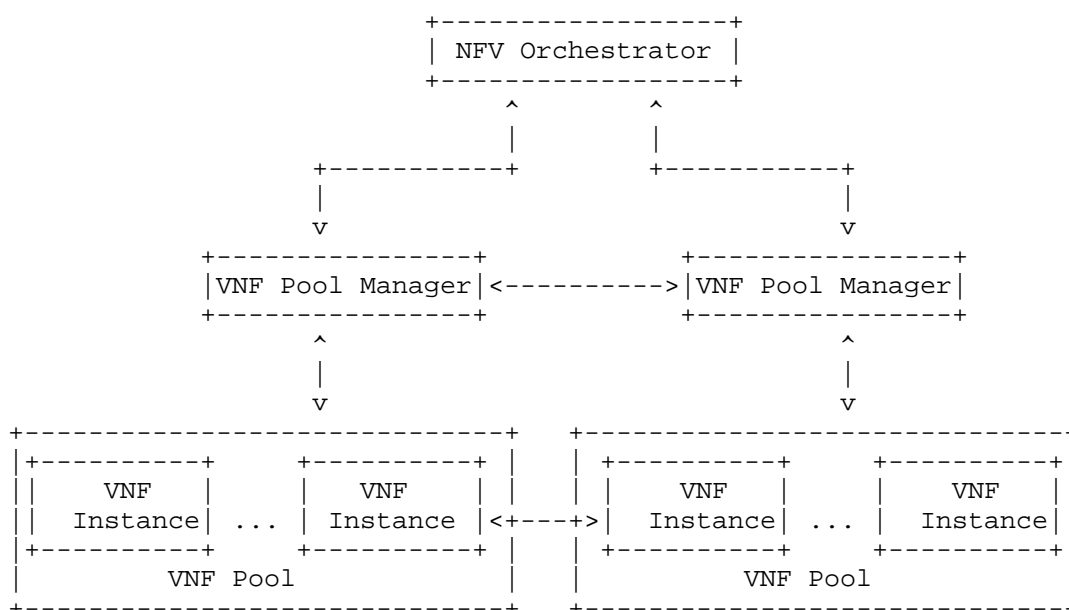 NFV Orchestrator
VNF Pool Manager VNF Pool Manager
VNF VNF VNF VNF
Instance ... Instance Instance ... Instance
VNF Pool VNF Pool